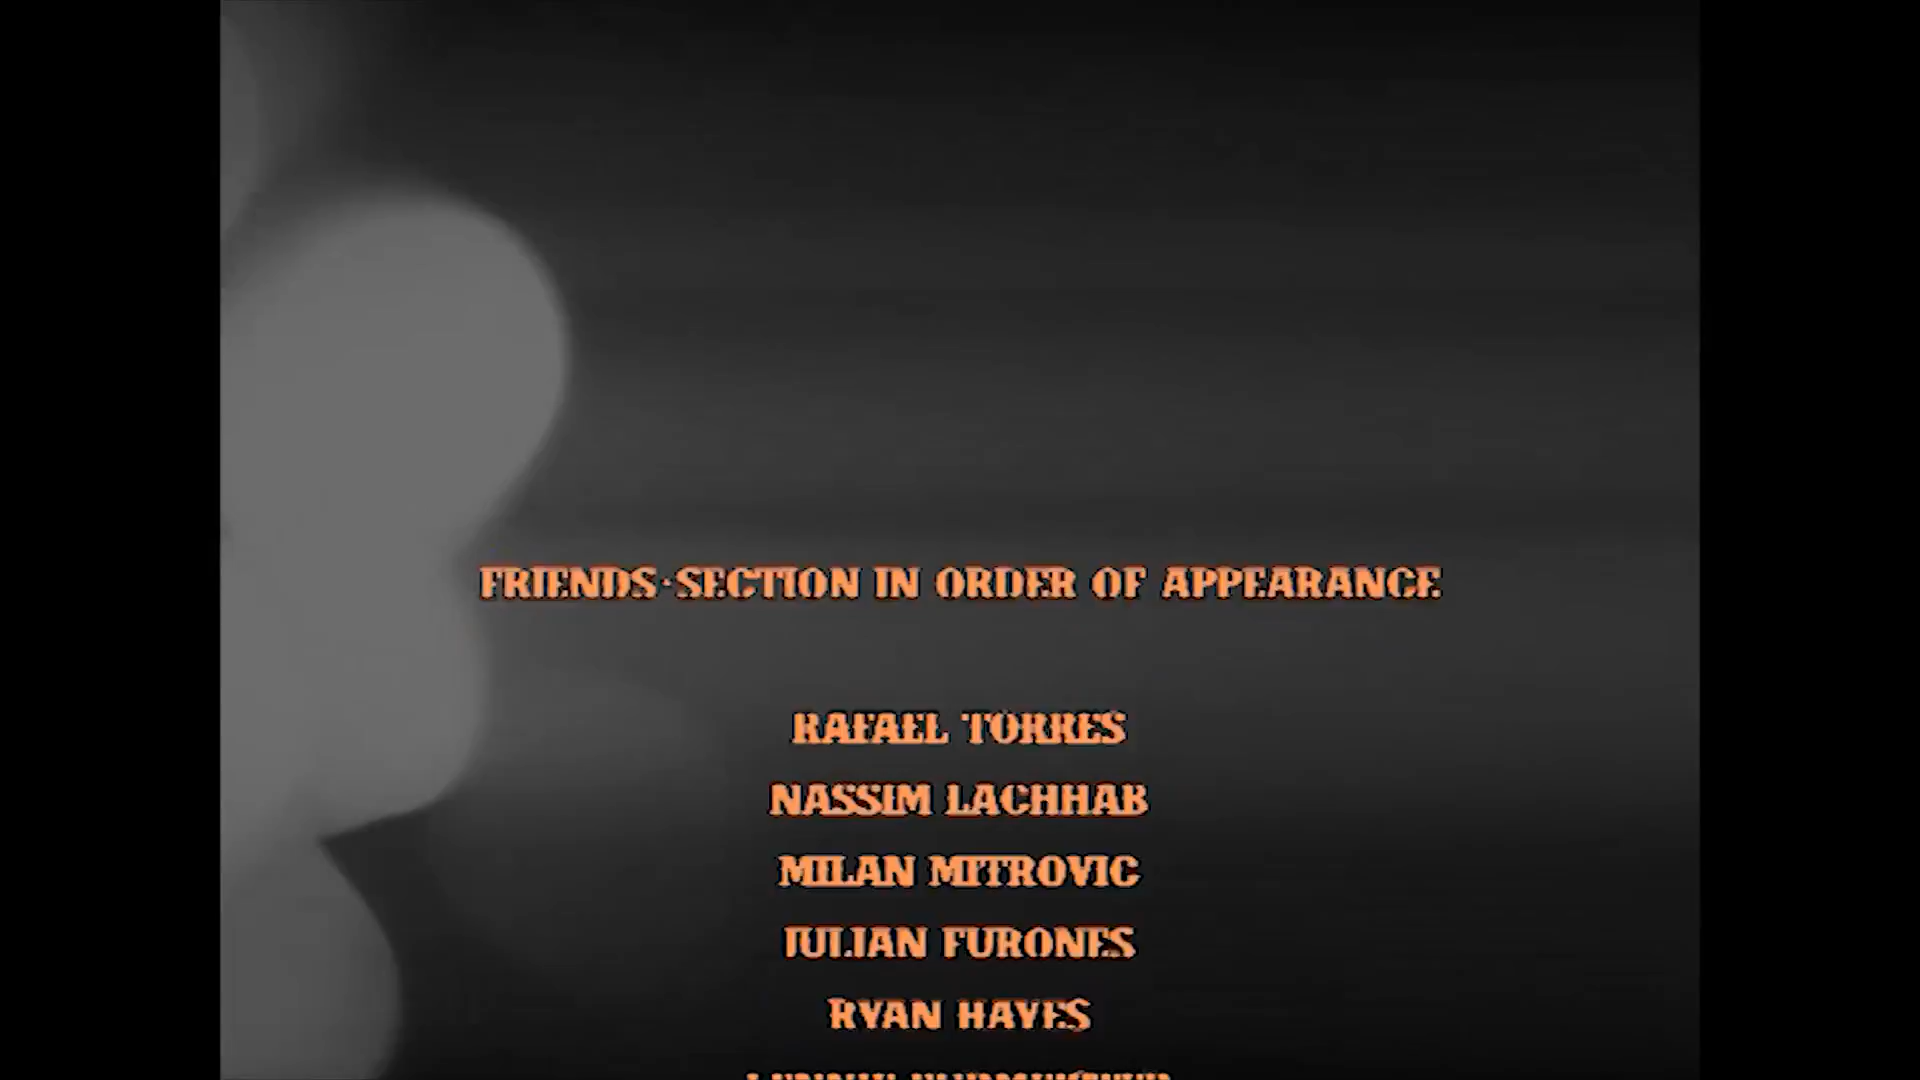 FRIENDS-SECTION IN ORDER OF APPEARANCE
RAFAEL TORRES
NASSIM LACHHAB
MILAN MITROVIC
JULIAN FURONES
RYAN HAYES